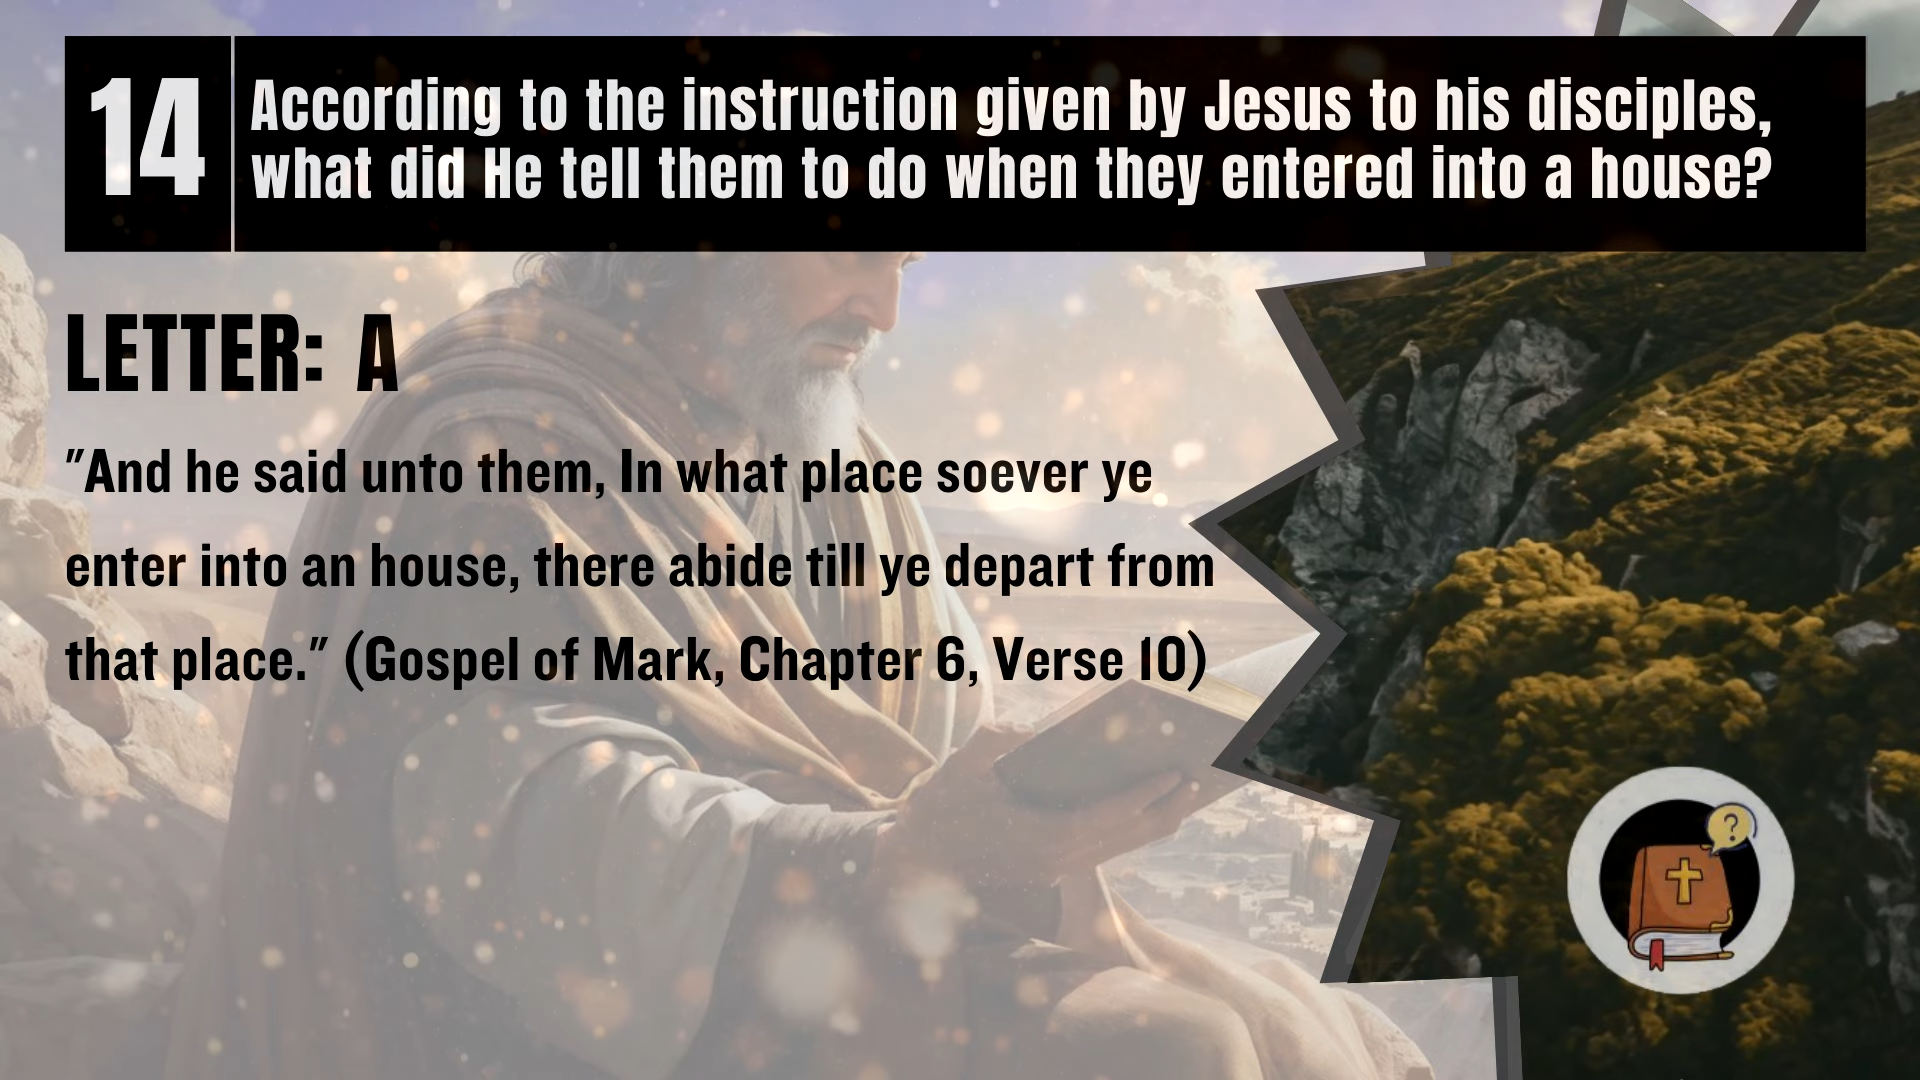 14
According to the instruction given by Jesus to his disciples,
what did He tell them to do when they entered into a house?
LETTER: A
"And he said unto them, In what place soever ye
enter into an house, there abide till ye depart from
that place." (Gospel of Mark, Chapter 6, Verse 10)
?